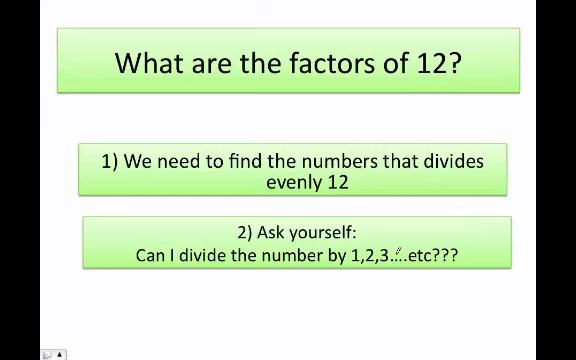 What are the factors of 12?
1) We need to find the numbers that divides
evenly 12
2) Ask yourself:
Can I divide the number by 1,2,3....etc???